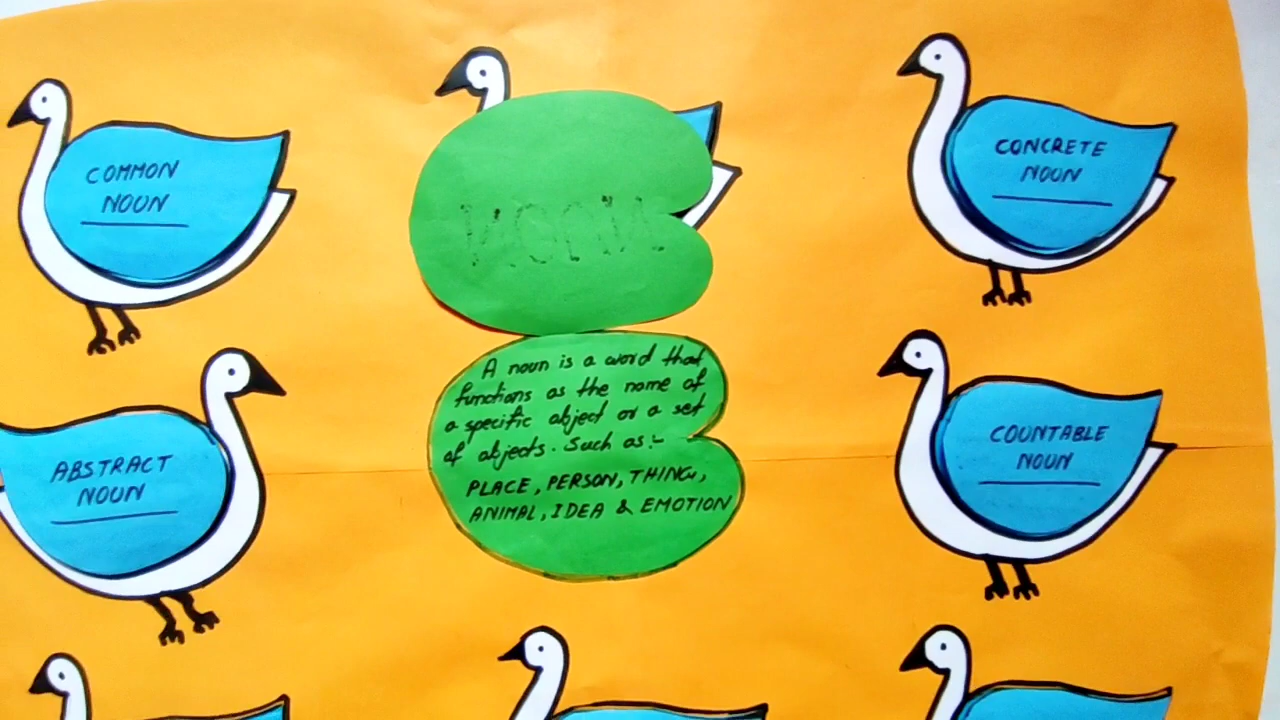 COMMON
NOUN
CONCRETE
NOUN
A noun is a word that
functions as the name of
a specific object or a set
of objects. Such as:-
PLACE, PERSON, THING,
ANIMAL, IDEA & EMOTION
ABSTRACT
NOUN
COUNTABLE
NOUN